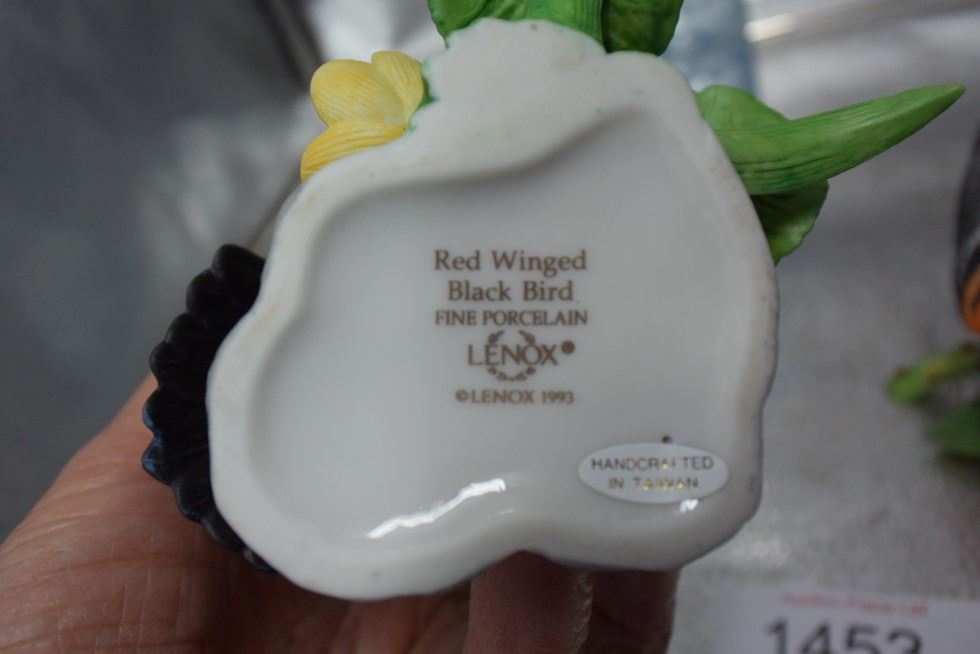 Red Winged
Black Bird
FINE PORCELAIN
LENOX®
©LENOX 1993
HANDCRAFTED
IN TAIWAN
1453